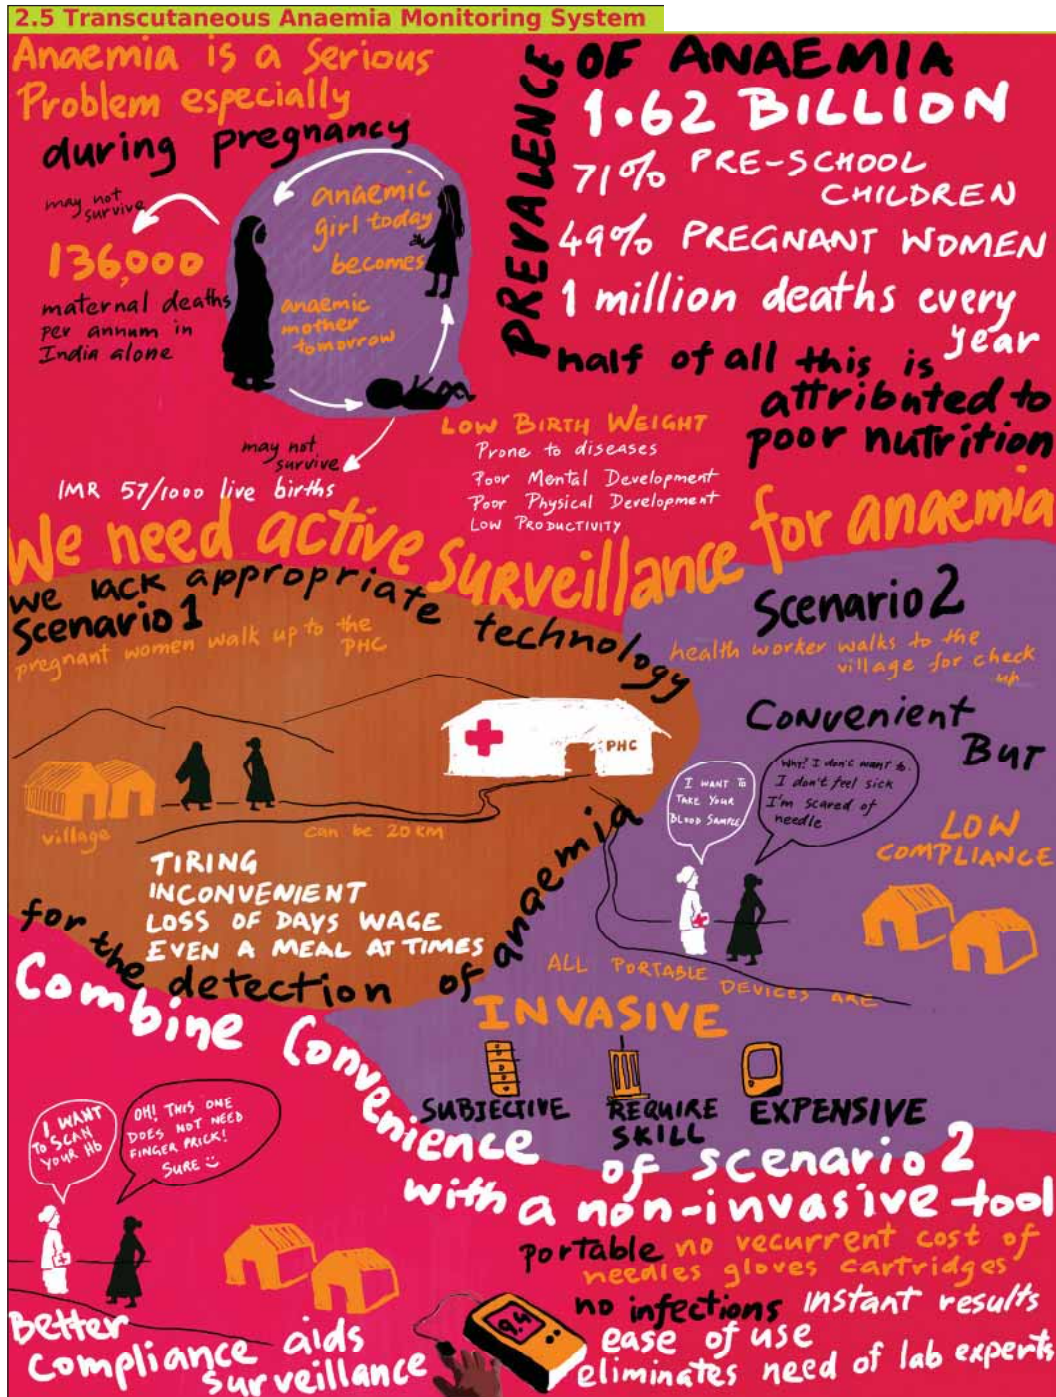 2.5 Transcutaneous Anaemia Monitoring System
Anaemia is a Serious
Problem especially
during pregnancy
may not
survive
136,000
maternal deaths
per annum in
India alone
anaemic
girl today
becomes
anaemic
mother
tomorrow
may not
survive
IMR 57/1000 live births
PREVALENCE
OF ANAEMIA
1.62 BILLION
71% PRE-SCHOOL
CHILDREN
49% PREGNANT WOMEN
1 million deaths every
year
half of all this is
attributed to
poor nutrition
LOW BIRTH WEIGHT
Prone to diseases
Poor Mental Development
Poor Physical Development
LOW PRODUCTIVITY
We need active surveillance for anaemia
we lack appropriate technology
for the detection of anaemia
Scenario 1
pregnant women walk up to the
PHC
PHC
village
can be 20 km
TIRING
INCONVENIENT
LOSS OF DAYS WAGE
EVEN A MEAL AT TIMES
Scenario 2
health worker walks to the
village for check
up
Convenient
But
I WANT TO
TAKE YOUR
BLOOD SAMPLE
WHY! I don't want to.
I don't feel sick
I'm scared of
needle
LOW
COMPLIANCE
ALL PORTABLE
DEVICES ARE
INVASIVE
SUBJECTIVE
REQUIRE
SKILL
EXPENSIVE
Combine Convenience
of scenario 2
with a non-invasive tool
I WANT
TO SCAN
YOUR Hb
OH! THIS ONE
DOES NOT NEED
FINGER PRICK!
SURE
portable no recurrent cost of
needles gloves cartridges
no infections instant results
ease of use
eliminates need of lab experts
9.4
Better
Compliance aids
surveillance